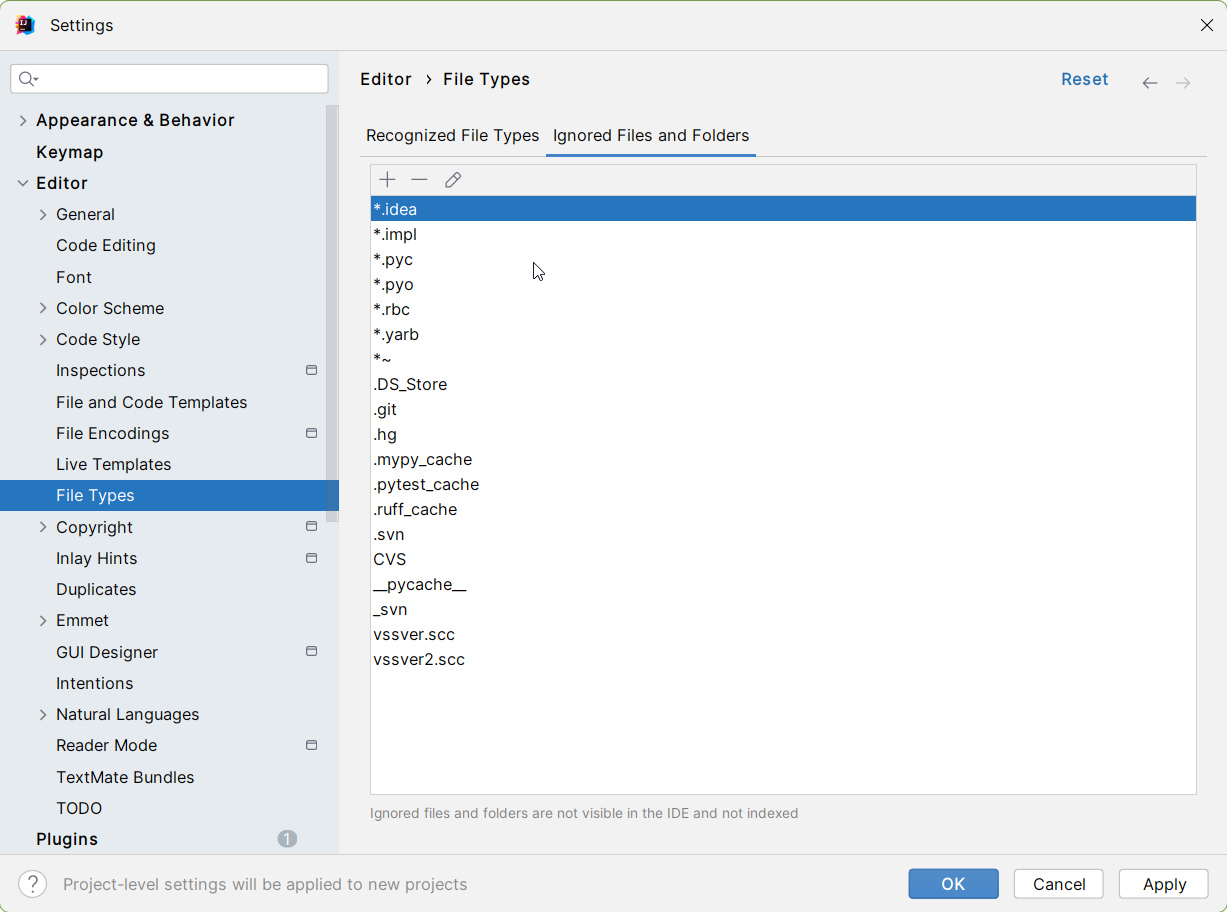 Settings
Editor › File Types
Reset
Recognized File Types
Ignored Files and Folders
Appearance & Behavior
Keymap
Editor
General
Code Editing
Font
Color Scheme
Code Style
Inspections
File and Code Templates
File Encodings
Live Templates
File Types
Copyright
Inlay Hints
Duplicates
Emmet
GUI Designer
Intentions
Natural Languages
Reader Mode
TextMate Bundles
TODO
Plugins 1
*.idea
*.impl
*.pyc
*.pyo
*.rbc
*.yarb
*~
.DS_Store
.git
.hg
.mypy_cache
.pytest_cache
.ruff_cache
.svn
CVS
__pycache__
_svn
vssver.scc
vssver2.scc
Ignored files and folders are not visible in the IDE and not indexed
? Project-level settings will be applied to new projects
OK
Cancel
Apply